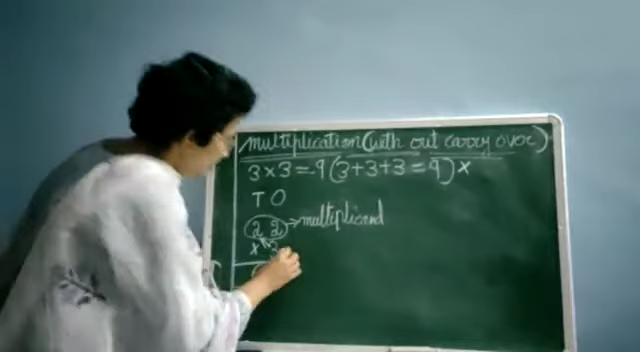 multiplication (with out carry over)
3 × 3 = 9 (3+3+3 = 9) ×
T O
2 2 → multiplicand
×